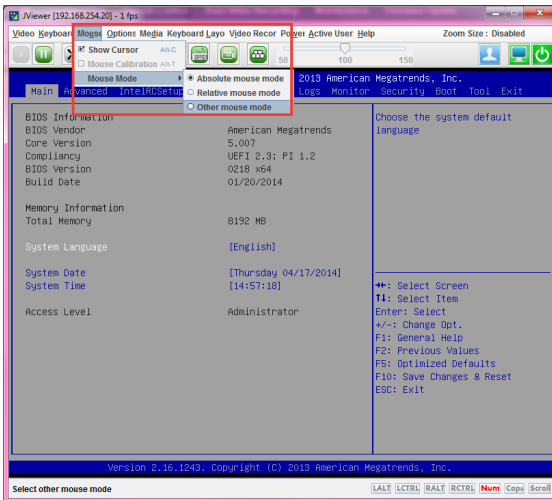 JViewer [192.168.254.20] - 1 fps
Video Keyboard Mouse Options Media Keyboard Layo Video Recor Power Active User Help Zoom Size : Disabled
Show Cursor Alt-C
Mouse Calibration Alt-T
50 100 150
Mouse Mode
Absolute mouse mode
Relative mouse mode
Other mouse mode
2013 American Megatrends, Inc.
Main Advanced IntelRCSetup Logs Monitor Security Boot Tool Exit
BIOS Information
BIOS Vendor American Megatrends
Core Version 5.007
Compliancy UEFI 2.3; PI 1.2
BIOS Version 0218 x64
Build Date 01/20/2014
Memory Information
Total Memory 8192 MB
System Language [English]
System Date [Thursday 04/17/2014]
System Time [14:57:18]
Access Level Administrator
Choose the system default
language
→←: Select Screen
↑↓: Select Item
Enter: Select
+/-: Change Opt.
F1: General Help
F2: Previous Values
F5: Optimized Defaults
F10: Save Changes & Reset
ESC: Exit
Version 2.16.1243. Copyright (C) 2013 American Megatrends, Inc.
Select other mouse mode LALT LCTRL RALT RCTRL Num Caps Scroll